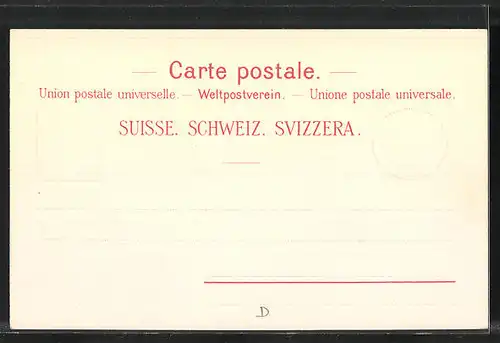 — Carte postale. —
Union postale universelle. — Weltpostverein. — Unione postale universale.
SUISSE. SCHWEIZ. SVIZZERA.
D